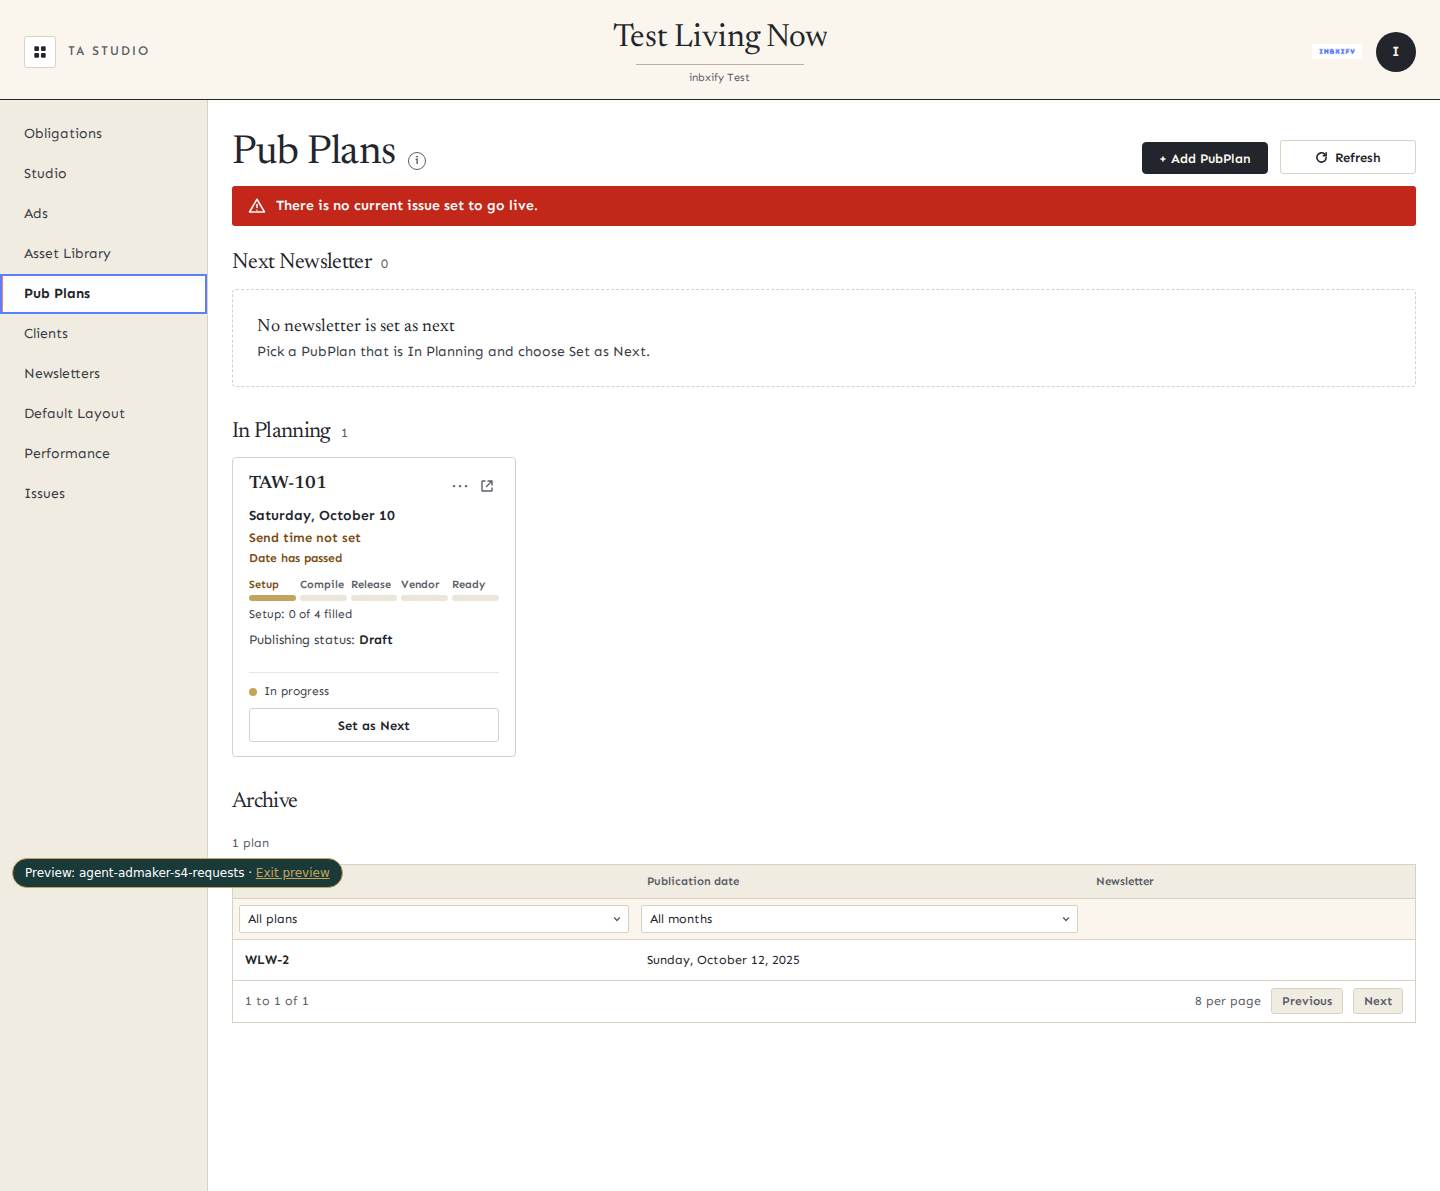 TA STUDIO
Test Living Now
inbxify Test
INBXIFY
I
Obligations
Studio
Ads
Asset Library
Pub Plans
Clients
Newsletters
Default Layout
Performance
Issues
Pub Plans
i
+ Add PubPlan
Refresh
There is no current issue set to go live.
Next Newsletter 0
No newsletter is set as next
Pick a PubPlan that is In Planning and choose Set as Next.
In Planning 1
TAW-101
Saturday, October 10
Send time not set
Date has passed
Setup Compile Release Vendor Ready
Setup: 0 of 4 filled
Publishing status: Draft
In progress
Set as Next
Archive
1 plan
Preview: agent-admaker-s4-requests · Exit preview
Publication date Newsletter
All plans All months
WLW-2 Sunday, October 12, 2025
1 to 1 of 1 8 per page Previous Next